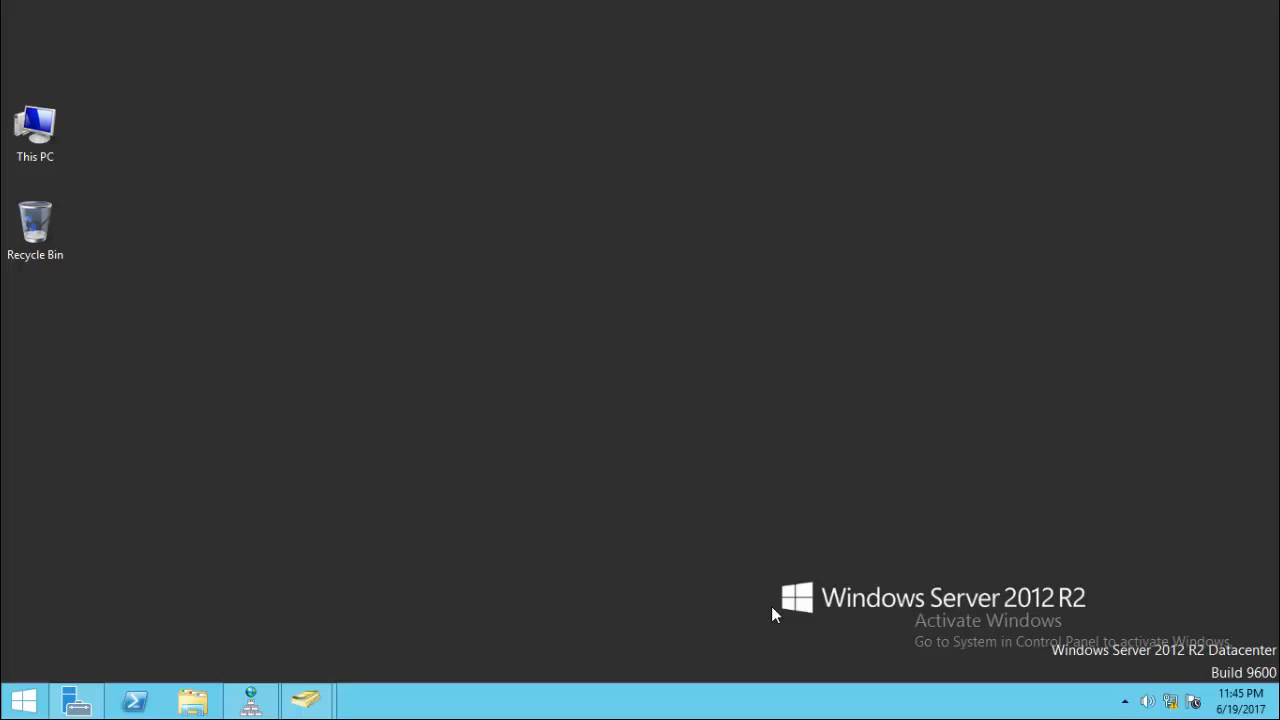 This PC
Recycle Bin
Windows Server 2012 R2
Activate Windows
Go to System in Control Panel to activate Windows.
Windows Server 2012 R2 Datacenter
Build 9600
11:45 PM
6/19/2017